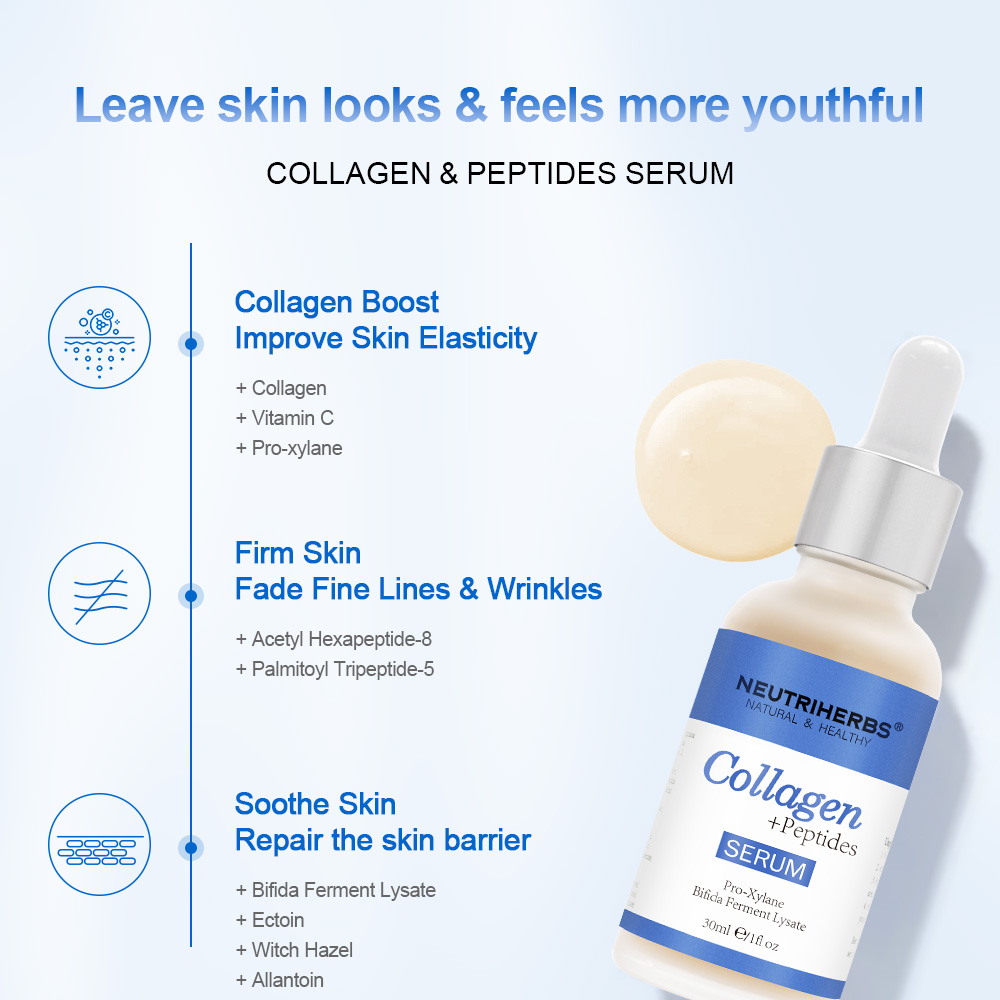 Leave skin looks & feels more youthful
COLLAGEN & PEPTIDES SERUM
Collagen Boost
Improve Skin Elasticity
+ Collagen
+ Vitamin C
+ Pro-xylane
Firm Skin
Fade Fine Lines & Wrinkles
+ Acetyl Hexapeptide-8
+ Palmitoyl Tripeptide-5
Soothe Skin
Repair the skin barrier
+ Bifida Ferment Lysate
+ Ectoin
+ Witch Hazel
+ Allantoin
C
NEUTRIHERBS®
NATURAL & HEALTHY
Collagen
+Peptides
SERUM
Pro-Xylane
Bifida Ferment Lysate
30ml ℮/1fl oz